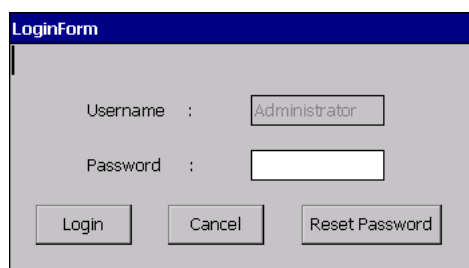 LoginForm
Username : Administrator
Password :
Login Cancel Reset Password